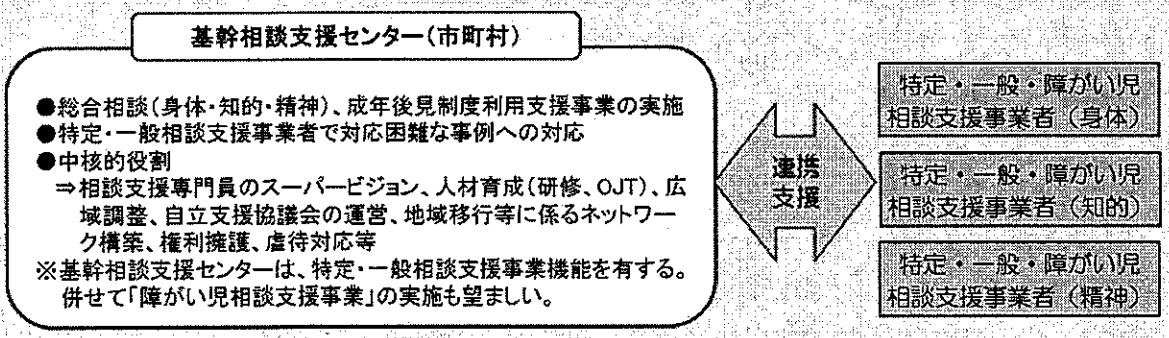 基幹相談支援センター(市町村)
●総合相談(身体・知的・精神)、成年後見制度利用支援事業の実施
●特定・一般相談支援事業者で対応困難な事例への対応
●中核的役割
⇒相談支援専門員のスーパービジョン、人材育成(研修、OJT)、広
域調整、自立支援協議会の運営、地域移行等に係るネットワー
ク構築、権利擁護、虐待対応等
※基幹相談支援センターは、特定・一般相談支援事業機能を有する。
併せて「障がい児相談支援事業」の実施も望ましい。
連携
支援
特定・一般・障がい児
相談支援事業者(身体)
特定・一般・障がい児
相談支援事業者(知的)
特定・一般・障がい児
相談支援事業者(精神)